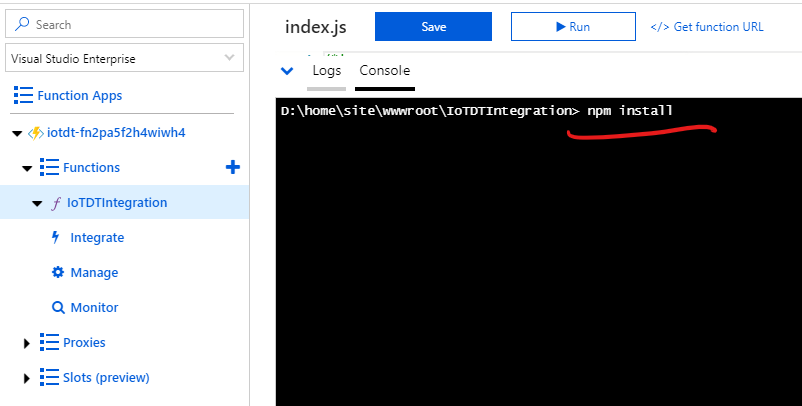 Search
Visual Studio Enterprise
Function Apps
iotdt-fn2pa5f2h4wiwh4
Functions
IoTDTIntegration
Integrate
Manage
Monitor
Proxies
Slots (preview)
index.js
Save
Run
</> Get function URL
Logs
Console
D:\home\site\wwwroot\IoTDTIntegration> npm install